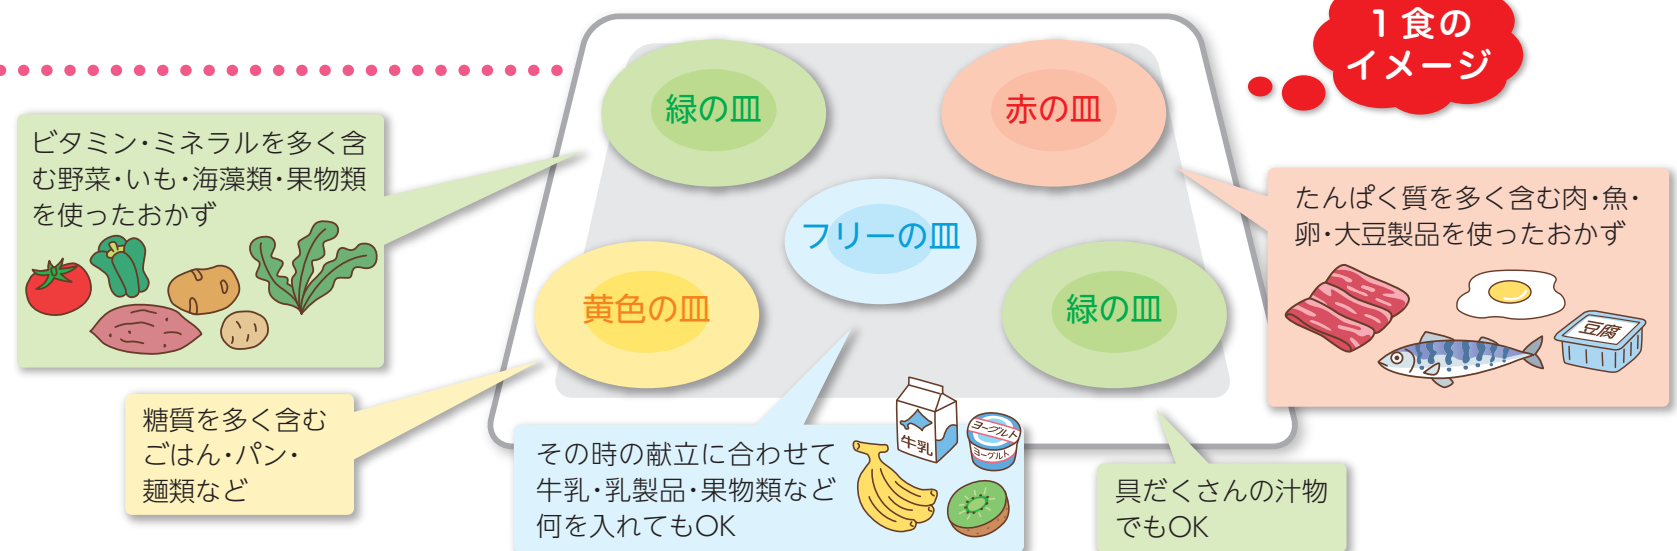 1食の
イメージ
緑の皿
赤の皿
ビタミン・ミネラルを多く含
む野菜・いも・海藻類・果物類
を使ったおかず
たんぱく質を多く含む肉・魚・
卵・大豆製品を使ったおかず
フリーの皿
黄色の皿
緑の皿
豆腐
糖質を多く含む
ごはん・パン・
麺類など
その時の献立に合わせて
牛乳・乳製品・果物類など
何を入れてもOK
牛乳
ヨーグルト
ヨーグルト
具だくさんの汁物
でもOK